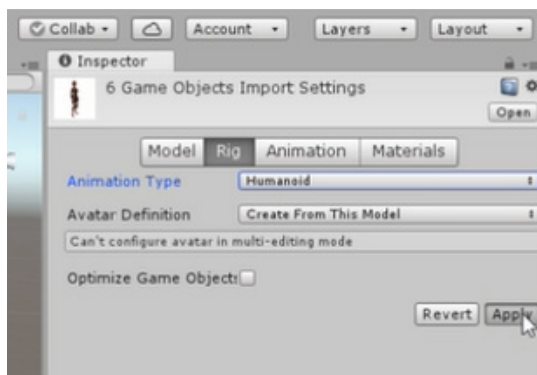 Collab Account Layers Layout
Inspector
6 Game Objects Import Settings
Open
Model Rig Animation Materials
Animation Type Humanoid
Avatar Definition Create From This Model
Can't configure avatar in multi-editing mode
Optimize Game Objects
Revert Apply